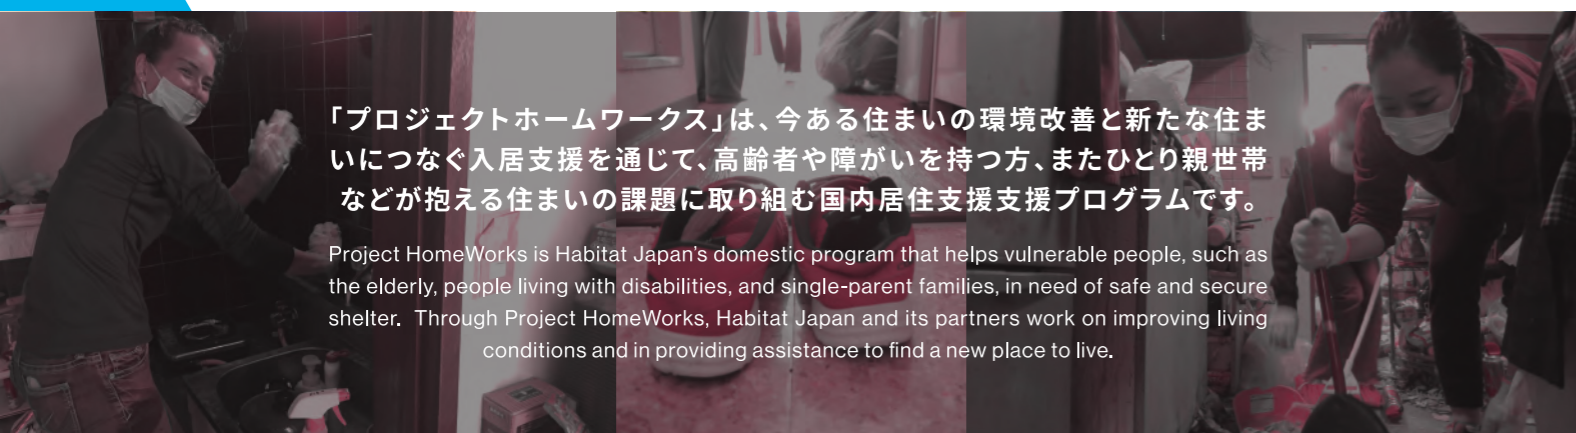 「プロジェクトホームワークス」は、今ある住まいの環境改善と新たな住ま
いにつなぐ入居支援を通じて、高齢者や障がいを持つ方、またひとり親世帯
などが抱える住まいの課題に取り組む国内居住支援支援プログラムです。
Project HomeWorks is Habitat Japan’s domestic program that helps vulnerable people, such as
the elderly, people living with disabilities, and single-parent families, in need of safe and secure
shelter.  Through Project HomeWorks, Habitat Japan and its partners work on improving living
conditions and in providing assistance to find a new place to live.